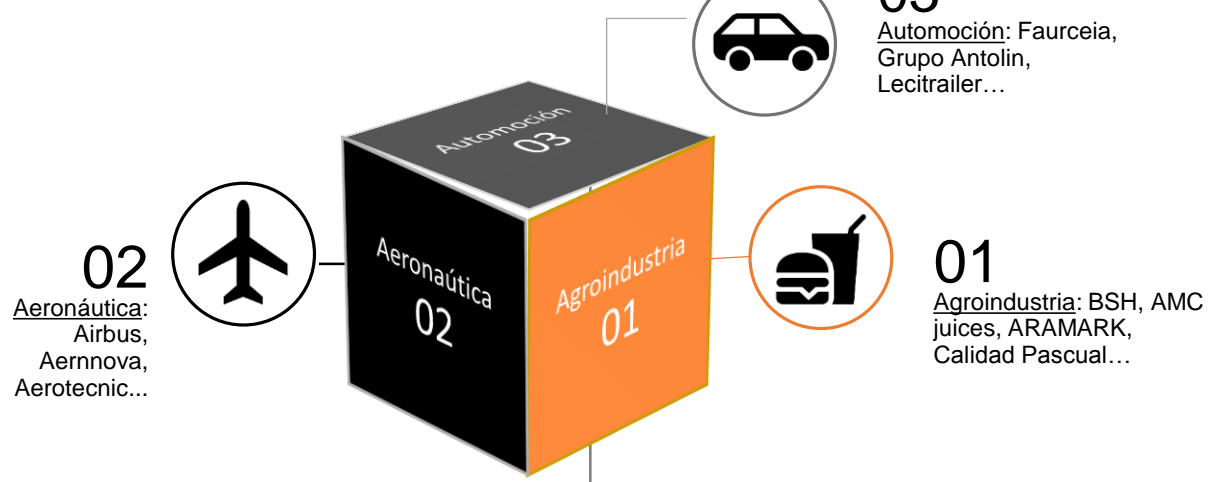 03
Automoción: Faurceia,
Grupo Antolin,
Lecitrailer…
Automoción
03
02
Aeronáutica:
Airbus,
Aernnova,
Aerotecnic...
Aeronaútica
02
Agroindustria
01
01
Agroindustria: BSH, AMC
juices, ARAMARK,
Calidad Pascual…